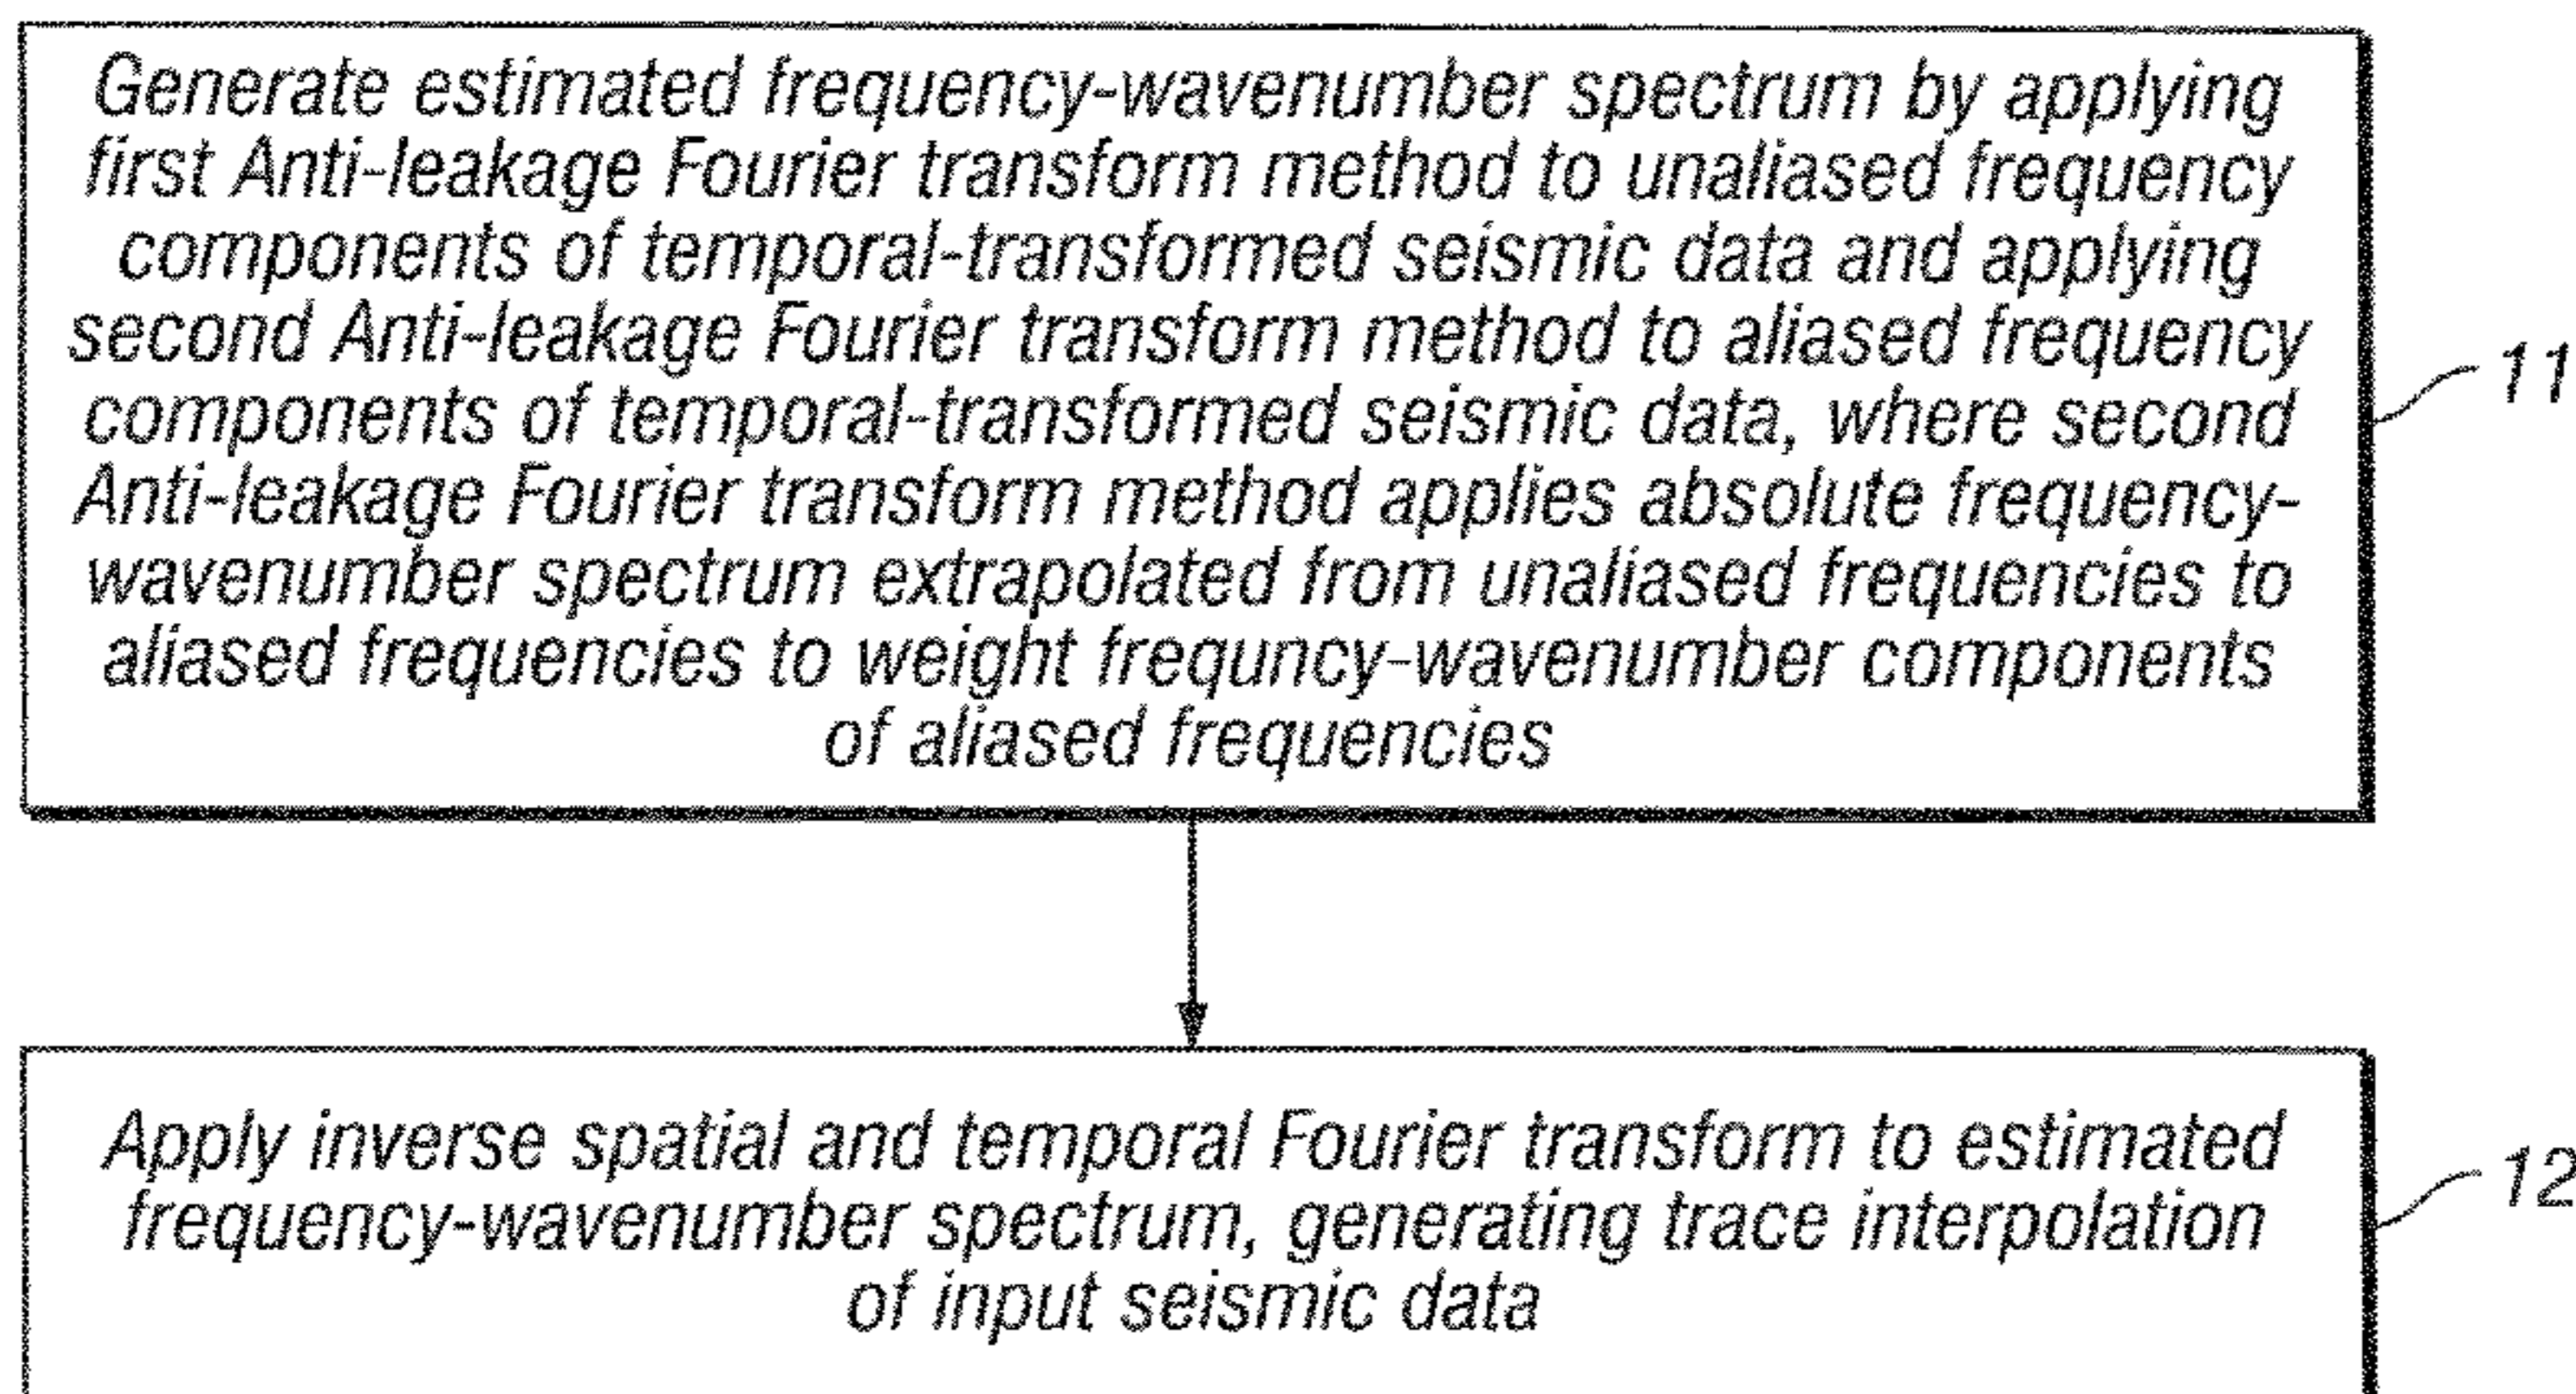 Generate estimated frequency-wavenumber spectrum by applying
first Anti-leakage Fourier transform method to unaliased frequency
components of temporal-transformed seismic data and applying
second Anti-leakage Fourier transform method to aliased frequency
components of temporal-transformed seismic data, where second
Anti-leakage Fourier transform method applies absolute frequency-
wavenumber spectrum extrapolated from unaliased frequencies to
aliased frequencies to weight frequncy-wavenumber components
of aliased frequencies
11
Apply inverse spatial and temporal Fourier transform to estimated
frequency-wavenumber spectrum, generating trace interpolation
of input seismic data
12